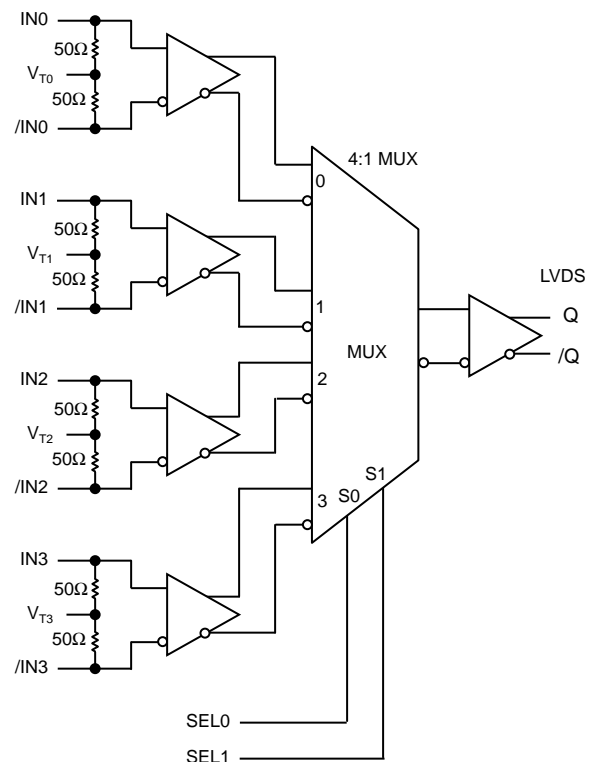 IN0
50Ω
VT0
50Ω
/IN0
4:1 MUX
0
IN1
50Ω
VT1
50Ω
/IN1
1
LVDS
Q
/Q
MUX
IN2
50Ω
VT2
50Ω
/IN2
2
S1
S0
3
IN3
50Ω
VT3
50Ω
/IN3
SEL0
SEL1